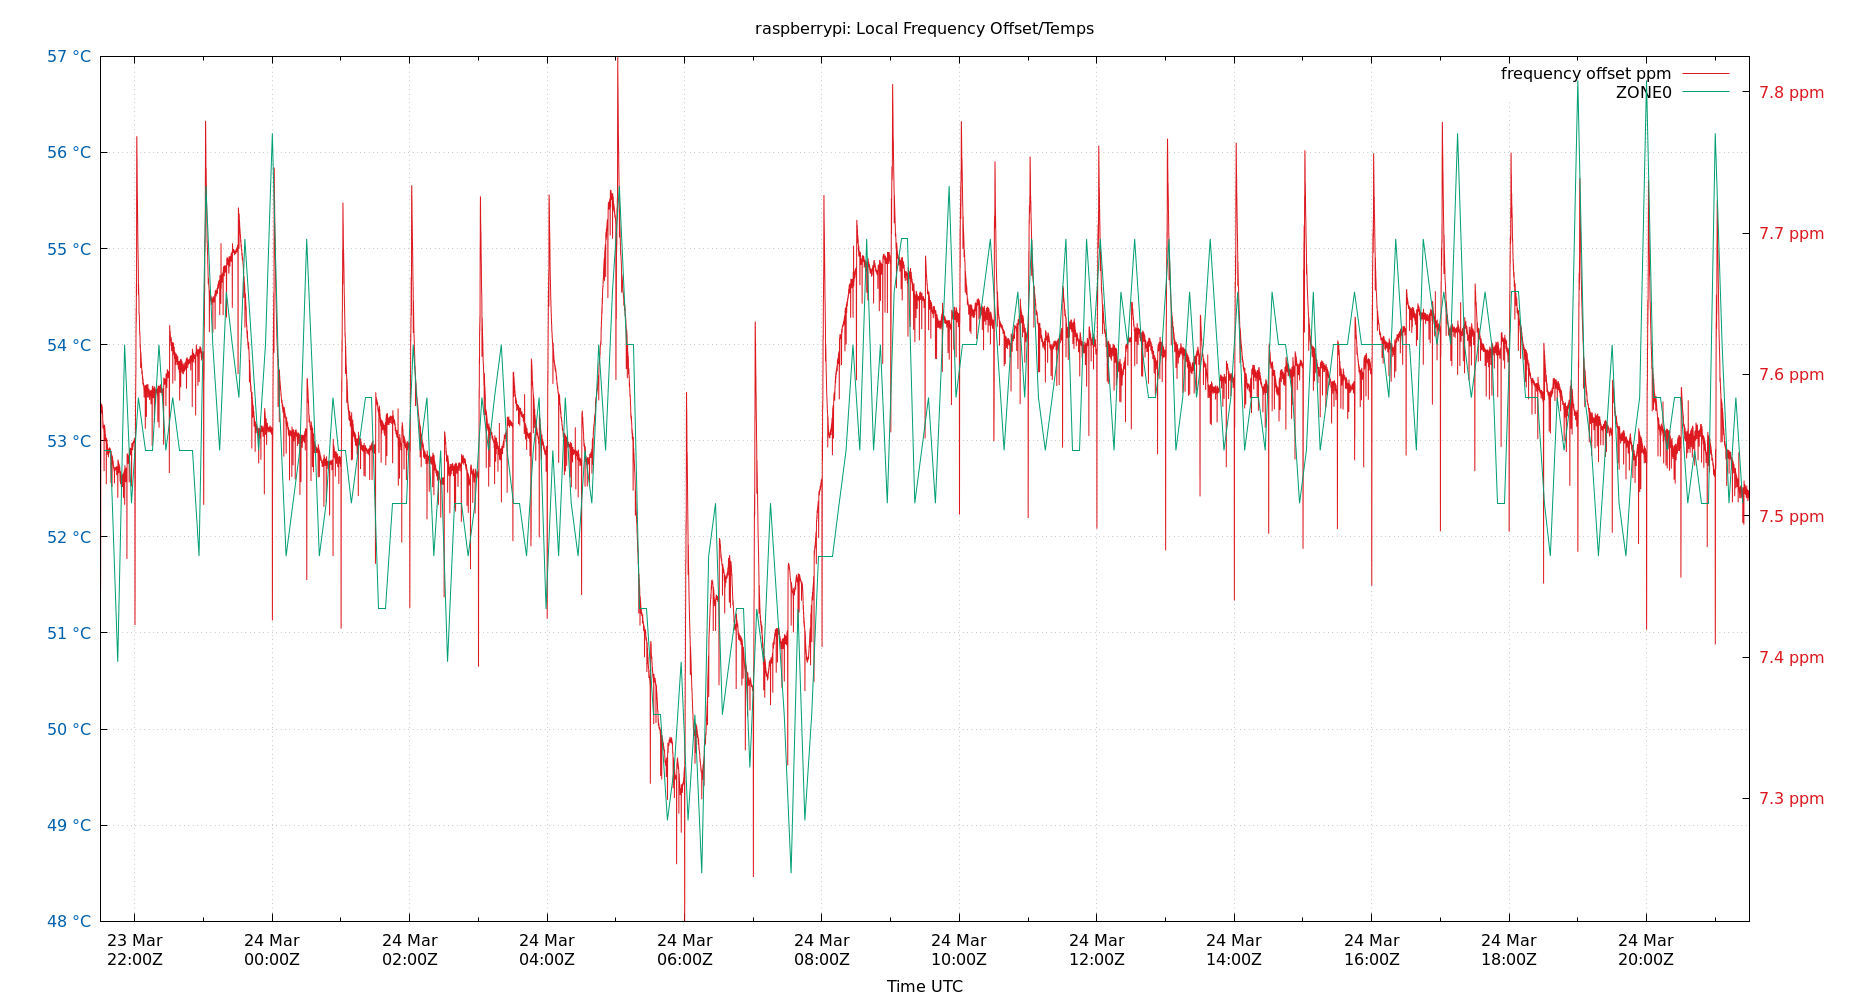 raspberrypi: Local Frequency Offset/Temps
57 °C
56 °C
55 °C
54 °C
53 °C
52 °C
51 °C
50 °C
49 °C
48 °C
frequency offset ppm
ZONE0
7.8 ppm
7.7 ppm
7.6 ppm
7.5 ppm
7.4 ppm
7.3 ppm
23 Mar
22:00Z
24 Mar
00:00Z
24 Mar
02:00Z
24 Mar
04:00Z
24 Mar
06:00Z
24 Mar
08:00Z
24 Mar
10:00Z
24 Mar
12:00Z
24 Mar
14:00Z
24 Mar
16:00Z
24 Mar
18:00Z
24 Mar
20:00Z
Time UTC